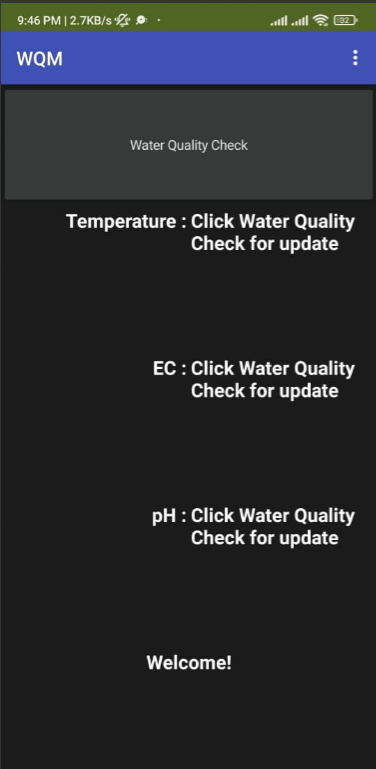 9:46 PM | 2.7KB/s
92
WQM
Water Quality Check
Temperature : Click Water Quality
Check for update
EC : Click Water Quality
Check for update
pH : Click Water Quality
Check for update
Welcome!